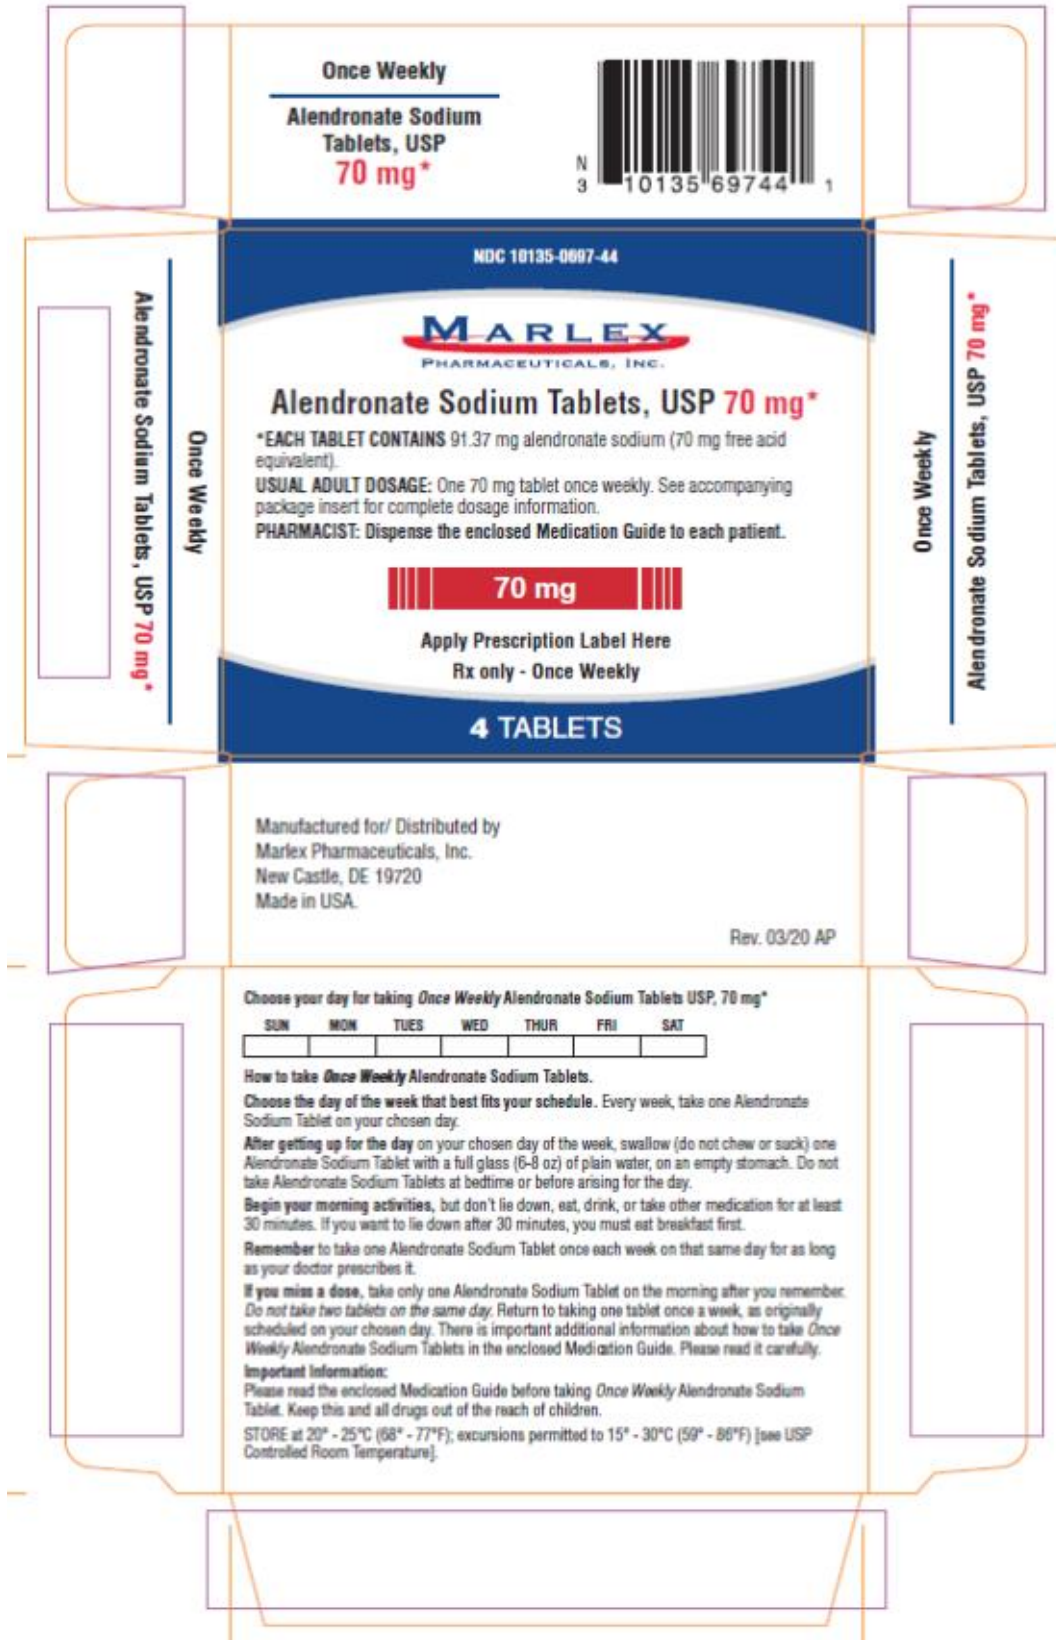 Once Weekly
Alendronate Sodium
Tablets, USP
70 mg*
N
3 10135 69744 1
NDC 10135-0697-44
MARLEX
PHARMACEUTICALS, INC.
Alendronate Sodium Tablets, USP 70 mg*
*EACH TABLET CONTAINS 91.37 mg alendronate sodium (70 mg free acid
equivalent).
USUAL ADULT DOSAGE: One 70 mg tablet once weekly. See accompanying
package insert for complete dosage information.
PHARMACIST: Dispense the enclosed Medication Guide to each patient.
70 mg
Apply Prescription Label Here
Rx only - Once Weekly
4 TABLETS
Once Weekly
Alendronate Sodium Tablets, USP 70 mg*
Once Weekly
Alendronate Sodium Tablets, USP 70 mg*
Manufactured for/ Distributed by
Marlex Pharmaceuticals, Inc.
New Castle, DE 19720
Made in USA.
Rev. 03/20 AP
Choose your day for taking Once Weekly Alendronate Sodium Tablets USP, 70 mg*
SUN MON TUES WED THUR FRI SAT
How to take Once Weekly Alendronate Sodium Tablets.
Choose the day of the week that best fits your schedule. Every week, take one Alendronate
Sodium Tablet on your chosen day.
After getting up for the day on your chosen day of the week, swallow (do not chew or suck) one
Alendronate Sodium Tablet with a full glass (6-8 oz) of plain water, on an empty stomach. Do not
take Alendronate Sodium Tablets at bedtime or before arising for the day.
Begin your morning activities, but don't lie down, eat, drink, or take other medication for at least
30 minutes. If you want to lie down after 30 minutes, you must eat breakfast first.
Remember to take one Alendronate Sodium Tablet once each week on that same day for as long
as your doctor prescribes it.
If you miss a dose, take only one Alendronate Sodium Tablet on the morning after you remember.
Do not take two tablets on the same day. Return to taking one tablet once a week, as originally
scheduled on your chosen day. There is important additional information about how to take Once
Weekly Alendronate Sodium Tablets in the enclosed Medication Guide. Please read it carefully.
Important Information:
Please read the enclosed Medication Guide before taking Once Weekly Alendronate Sodium
Tablet. Keep this and all drugs out of the reach of children.
STORE at 20° - 25°C (68° - 77°F); excursions permitted to 15° - 30°C (59° - 86°F) [see USP
Controlled Room Temperature].